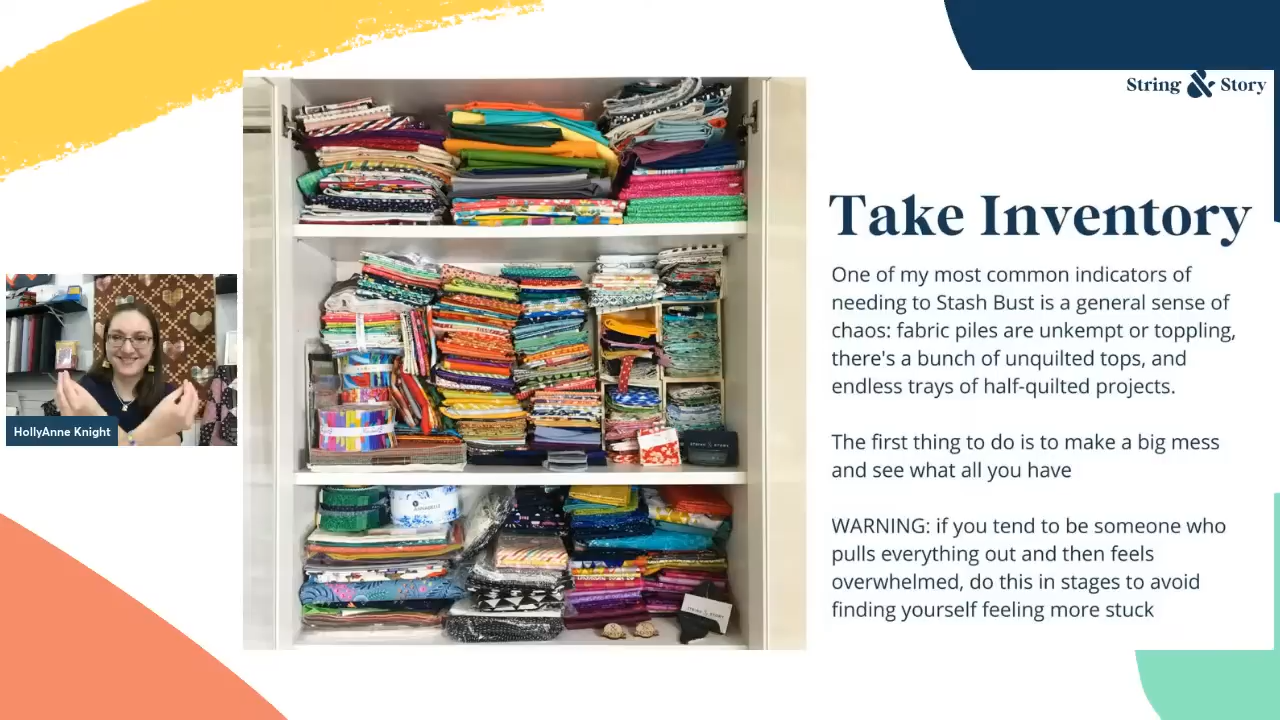 String & Story
Take Inventory
One of my most common indicators of
needing to Stash Bust is a general sense of
chaos: fabric piles are unkempt or toppling,
there's a bunch of unquilted tops, and
endless trays of half-quilted projects.
The first thing to do is to make a big mess
and see what all you have
WARNING: if you tend to be someone who
pulls everything out and then feels
overwhelmed, do this in stages to avoid
finding yourself feeling more stuck
HollyAnne Knight
STRING & STORY
STRING & STORY